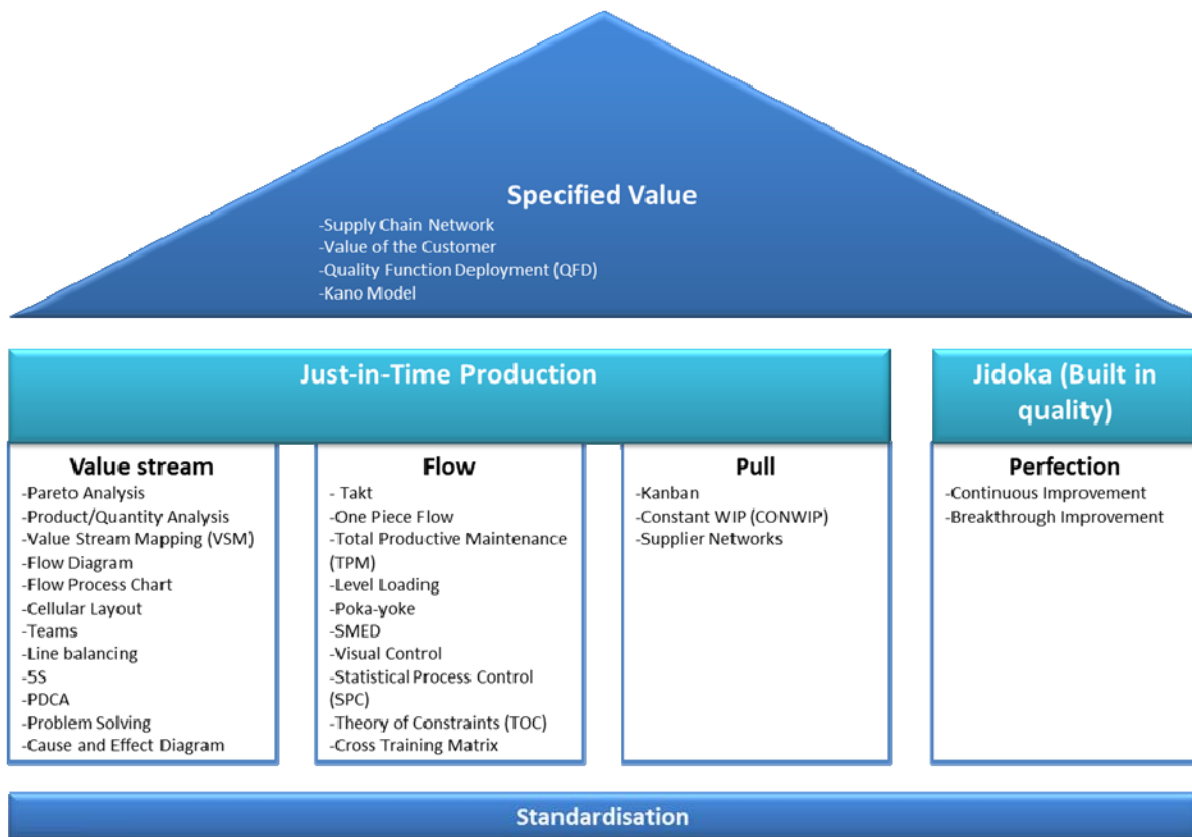 Specified Value
-Supply Chain Network
-Value of the Customer
-Quality Function Deployment (QFD)
-Kano Model
Just-in-Time Production
Jidoka (Built in
quality)
Value stream
-Pareto Analysis
-Product/Quantity Analysis
-Value Stream Mapping (VSM)
-Flow Diagram
-Flow Process Chart
-Cellular Layout
-Teams
-Line balancing
-5S
-PDCA
-Problem Solving
-Cause and Effect Diagram
Flow
- Takt
-One Piece Flow
-Total Productive Maintenance
(TPM)
-Level Loading
-Poka-yoke
-SMED
-Visual Control
-Statistical Process Control
(SPC)
-Theory of Constraints (TOC)
-Cross Training Matrix
Pull
-Kanban
-Constant WIP (CONWIP)
-Supplier Networks
Perfection
-Continuous Improvement
-Breakthrough Improvement
Standardisation